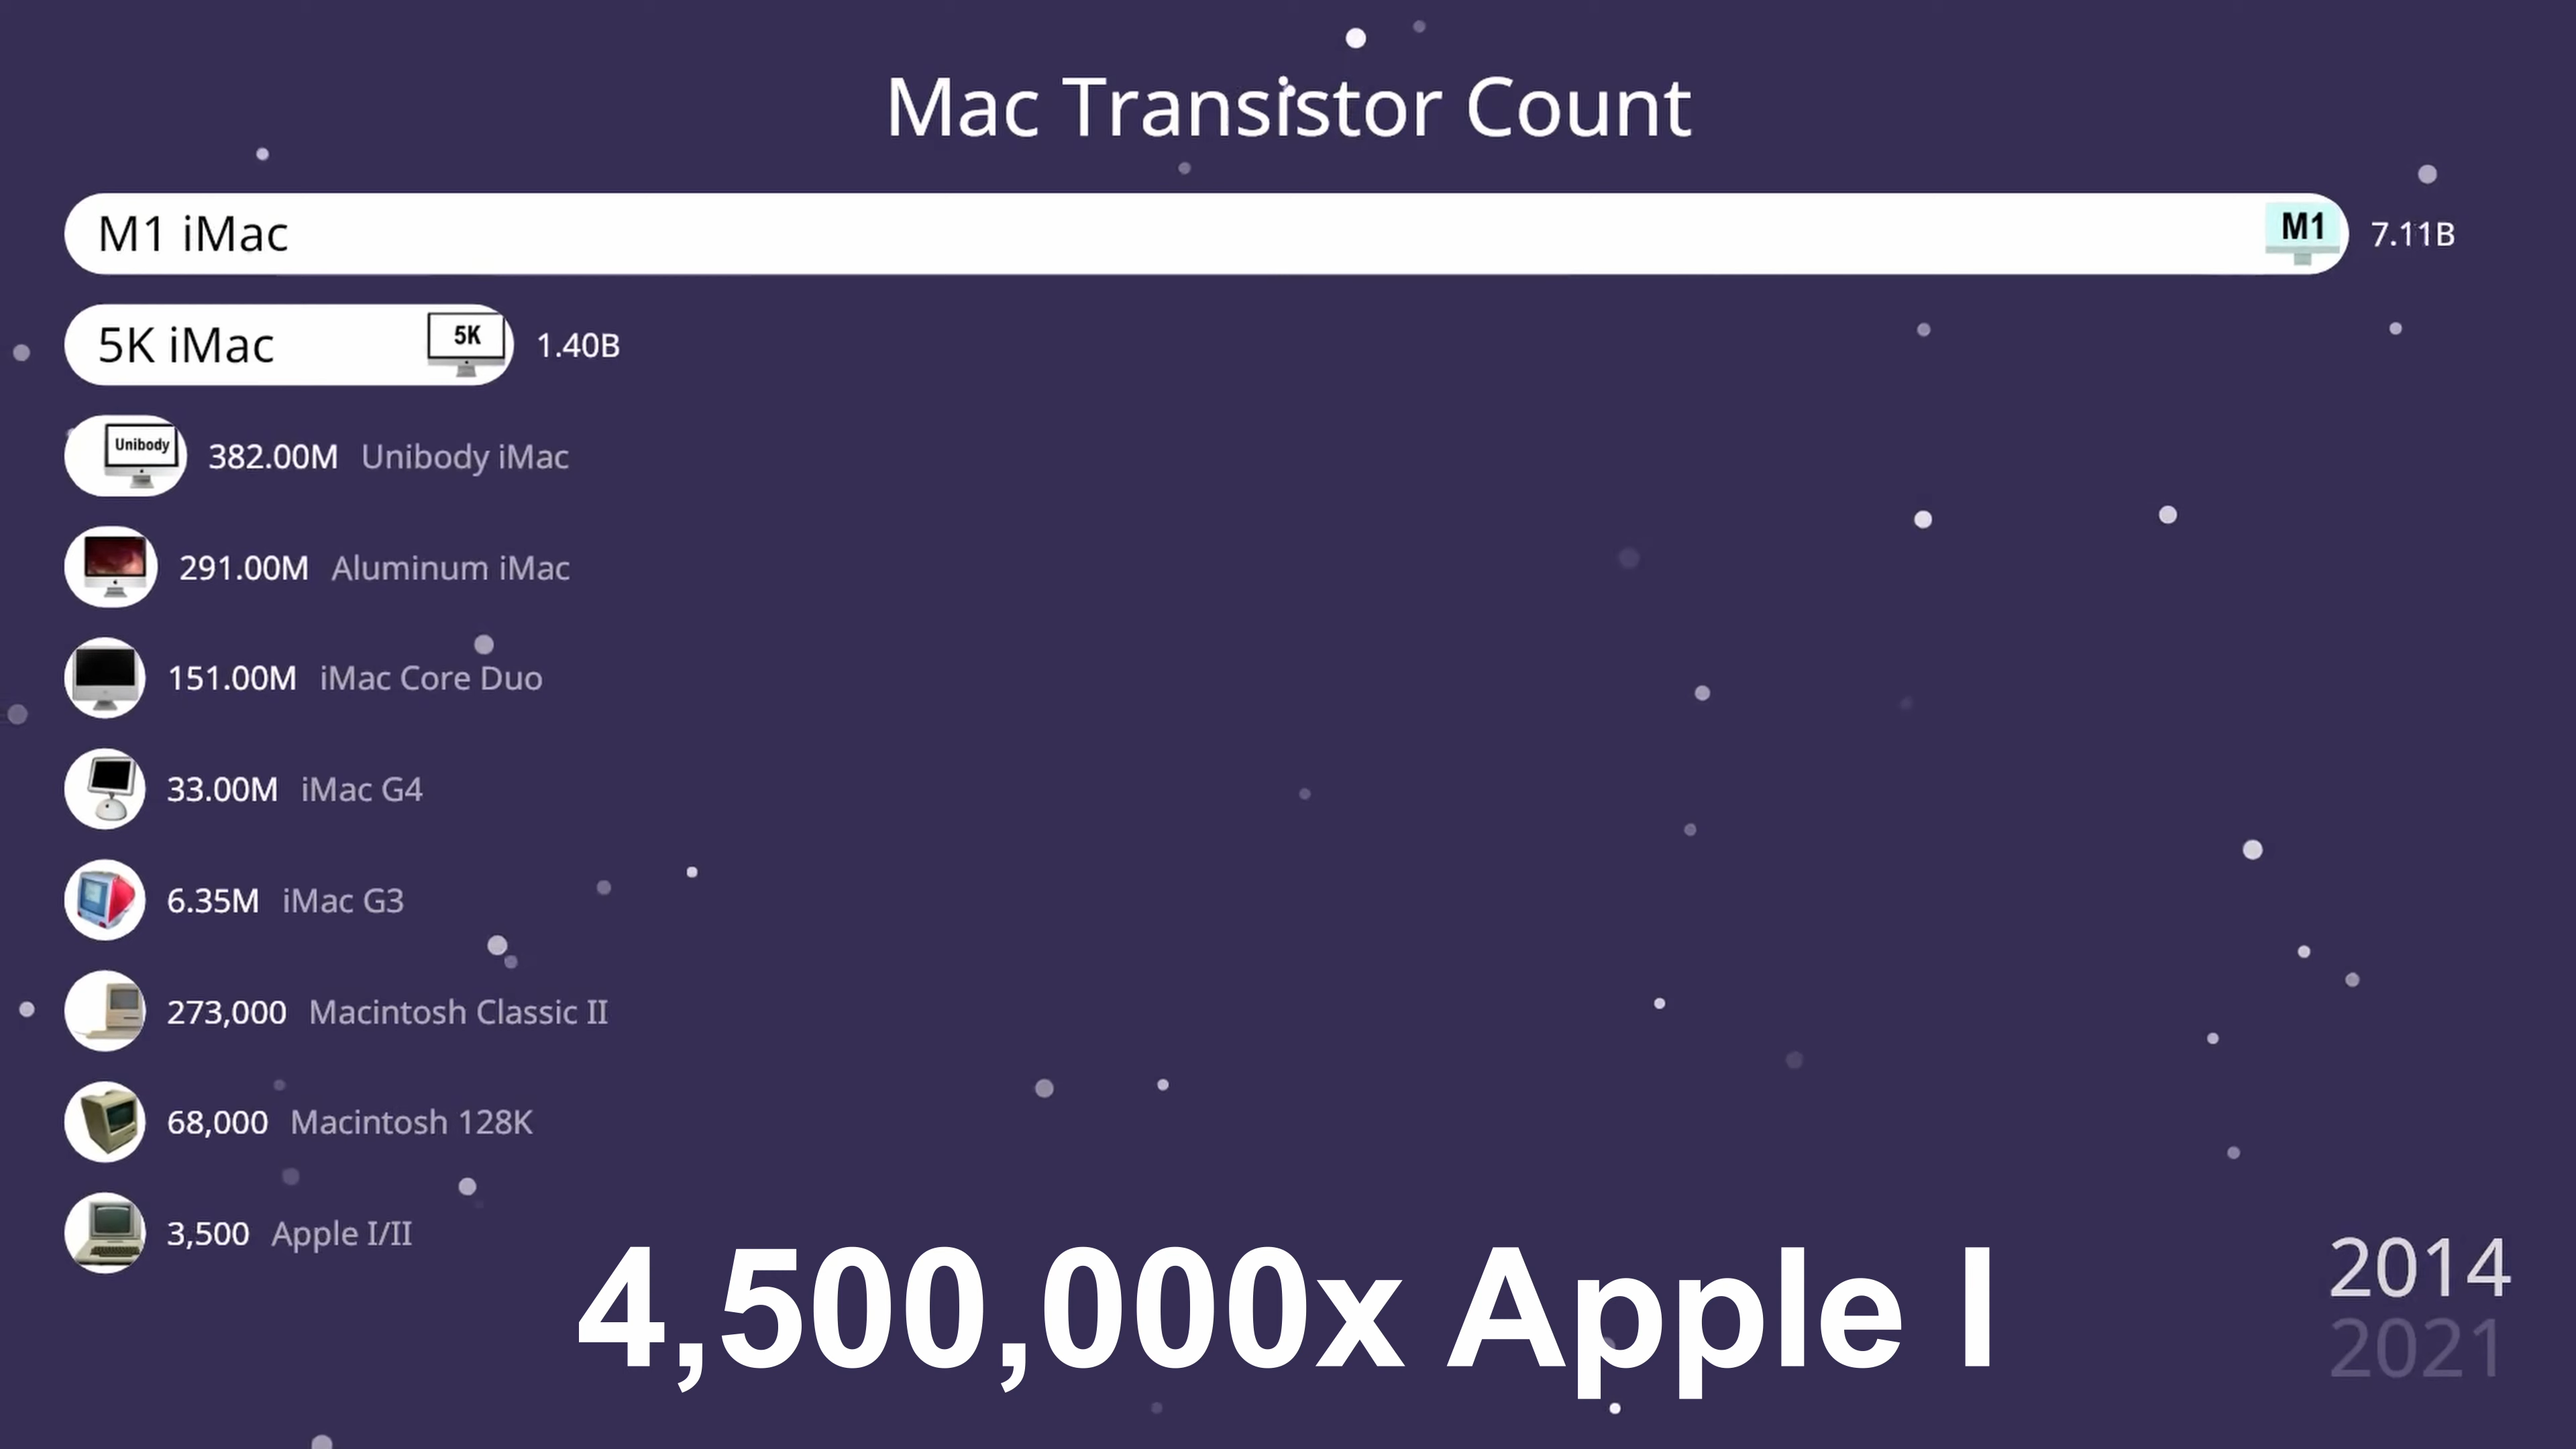 Mac Transistor Count
M1 iMac M1 7.11B
5K iMac 5K 1.40B
Unibody 382.00M Unibody iMac
291.00M Aluminum iMac
151.00M iMac Core Duo
33.00M iMac G4
6.35M iMac G3
273,000 Macintosh Classic II
68,000 Macintosh 128K
3,500 Apple I/II
4,500,000x Apple I
2014
2021